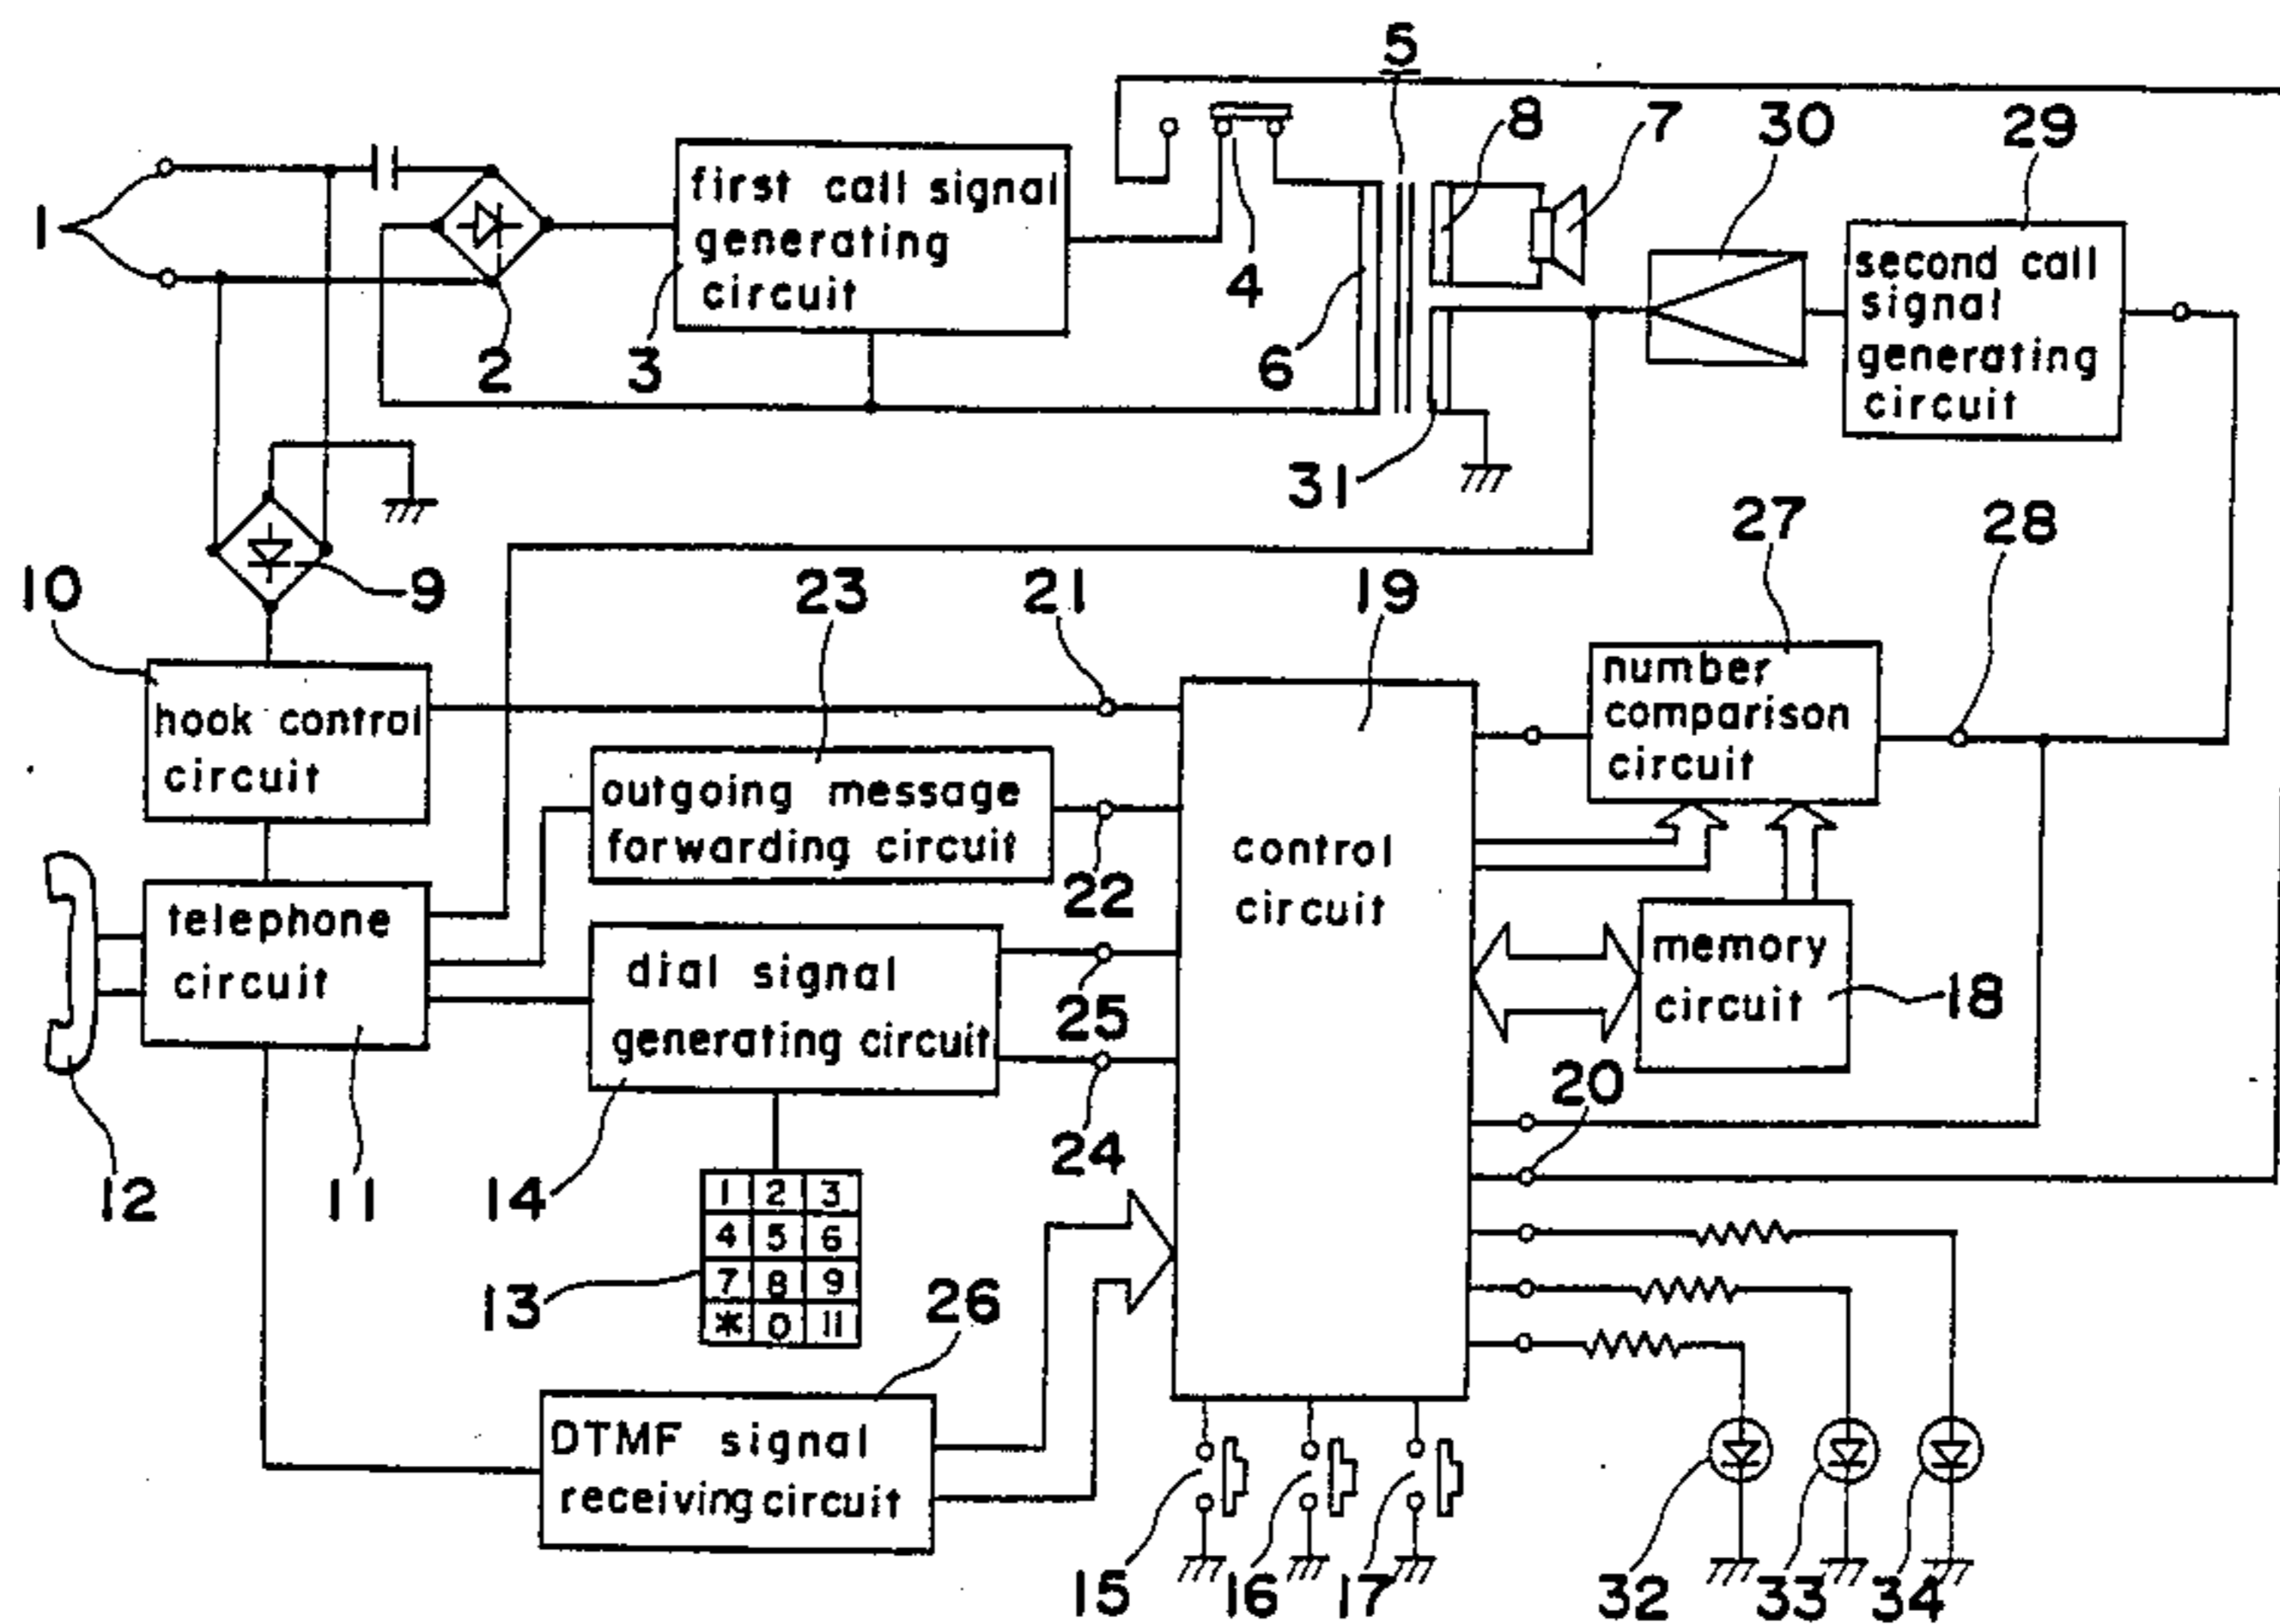 5
8
7
30
29
1
first call signal
generating
circuit
3
2
4
6
31
second call
signal
generating
circuit
27
28
9
10
23
21
19
hook control
circuit
outgoing message
forwarding circuit
22
control
circuit
number
comparison
circuit
telephone
circuit
dial signal
generating circuit
25
24
memory
circuit
18
20
12
11
14
1 2 3
4 5 6
7 8 9
* 0 11
13
26
DTMF signal
receiving circuit
15
16
17
32
33
34